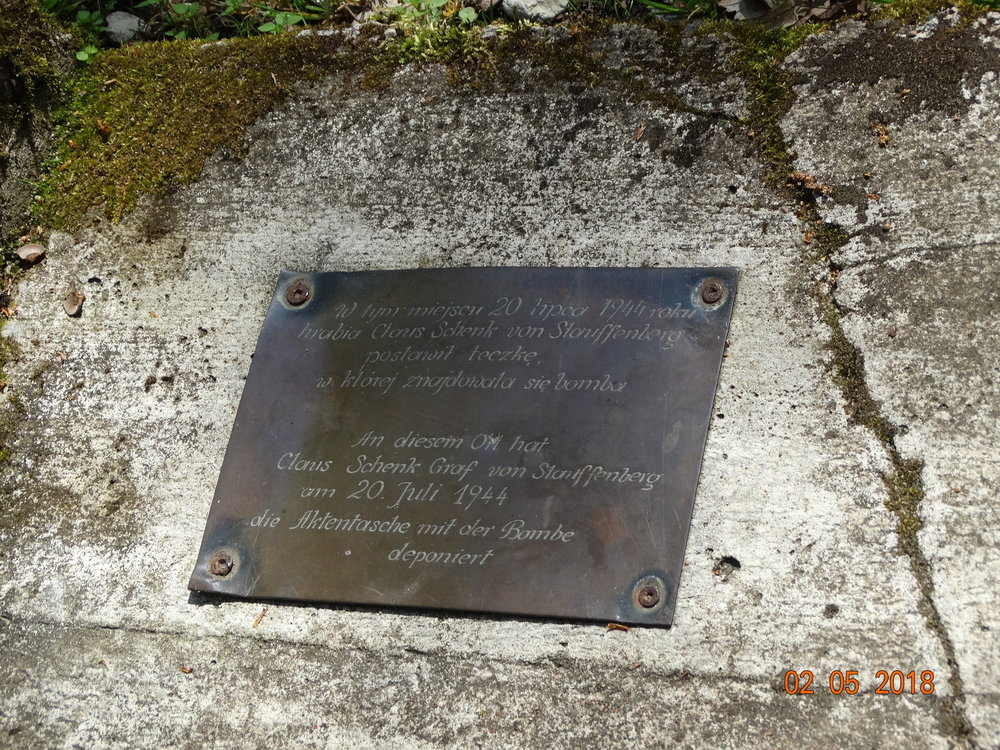 W tym miejscu 20 lipca 1944 roku
hrabia Claus Schenk von Stauffenberg
postawił teczkę,
w której znajdowała się bomba
An diesem Ort hat
Claus Schenk Graf von Stauffenberg
am 20. Juli 1944
die Aktentasche mit der Bombe
deponiert
02 05 2018